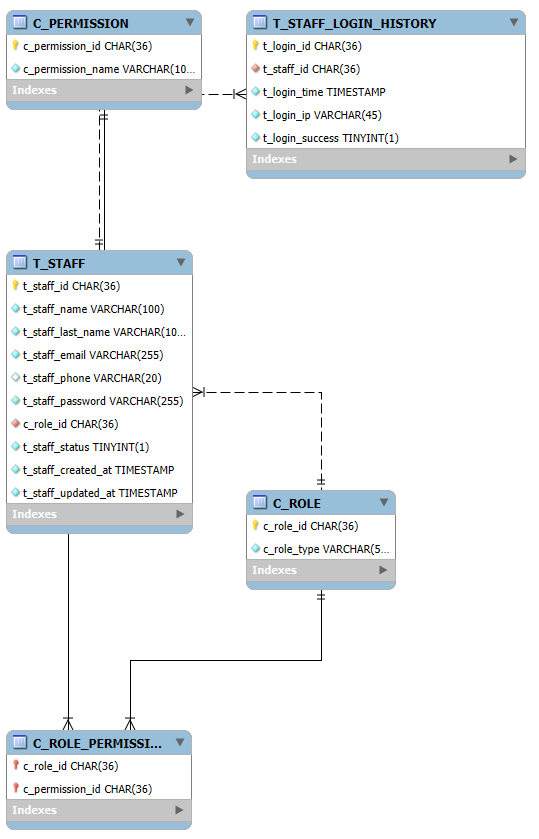 C_PERMISSION
c_permission_id CHAR(36)
c_permission_name VARCHAR(10...
Indexes
T_STAFF_LOGIN_HISTORY
t_login_id CHAR(36)
t_staff_id CHAR(36)
t_login_time TIMESTAMP
t_login_ip VARCHAR(45)
t_login_success TINYINT(1)
Indexes
T_STAFF
t_staff_id CHAR(36)
t_staff_name VARCHAR(100)
t_staff_last_name VARCHAR(10...
t_staff_email VARCHAR(255)
t_staff_phone VARCHAR(20)
t_staff_password VARCHAR(255)
c_role_id CHAR(36)
t_staff_status TINYINT(1)
t_staff_created_at TIMESTAMP
t_staff_updated_at TIMESTAMP
Indexes
C_ROLE
c_role_id CHAR(36)
c_role_type VARCHAR(5...
Indexes
C_ROLE_PERMISSI...
c_role_id CHAR(36)
c_permission_id CHAR(36)
Indexes